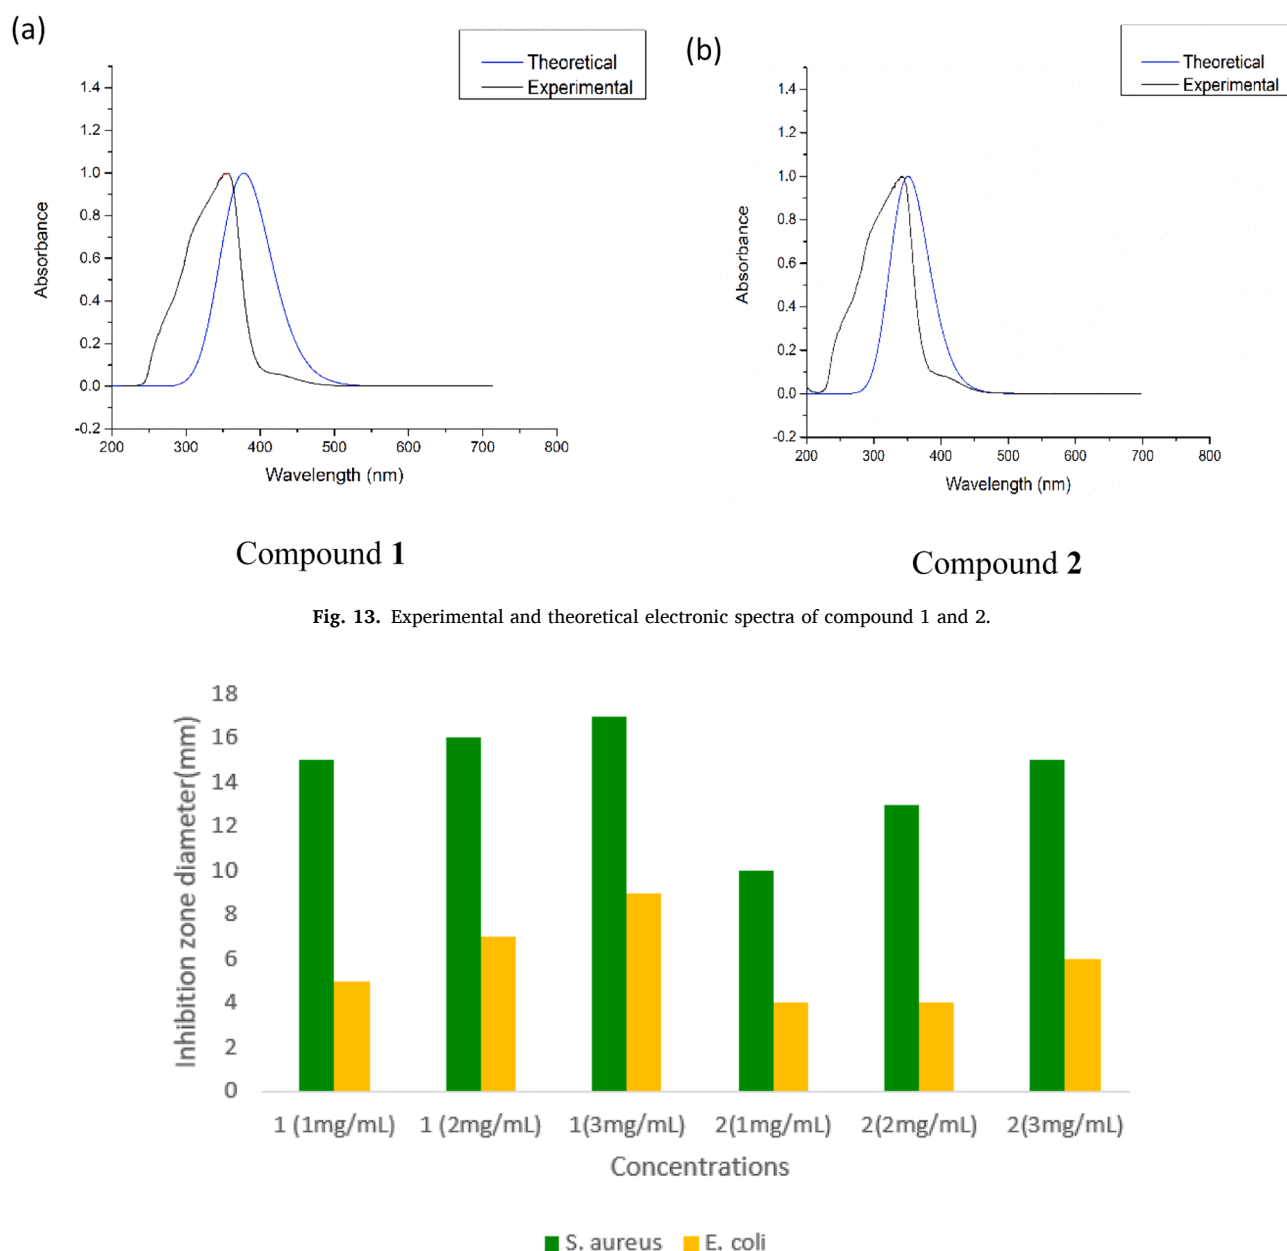 (a)
Theoretical
Experimental
1.4
1.2
1.0
0.8
0.6
0.4
0.2
0.0
-0.2
Absorbance
200 300 400 500 600 700 800
Wavelength (nm)
Compound 1
(b)
Theoretical
Experimental
1.4
1.2
1.0
0.8
0.6
0.4
0.2
0.0
-0.2
Absorbance
200 300 400 500 600 700 800
Wavelength (nm)
Compound 2
Fig. 13. Experimental and theoretical electronic spectra of compound 1 and 2.
Inhibition zone diameter(mm)
18
16
14
12
10
8
6
4
2
0
1 (1mg/mL) 1 (2mg/mL) 1(3mg/mL) 2(1mg/mL) 2(2mg/mL) 2(3mg/mL)
Concentrations
S. aureus E. coli